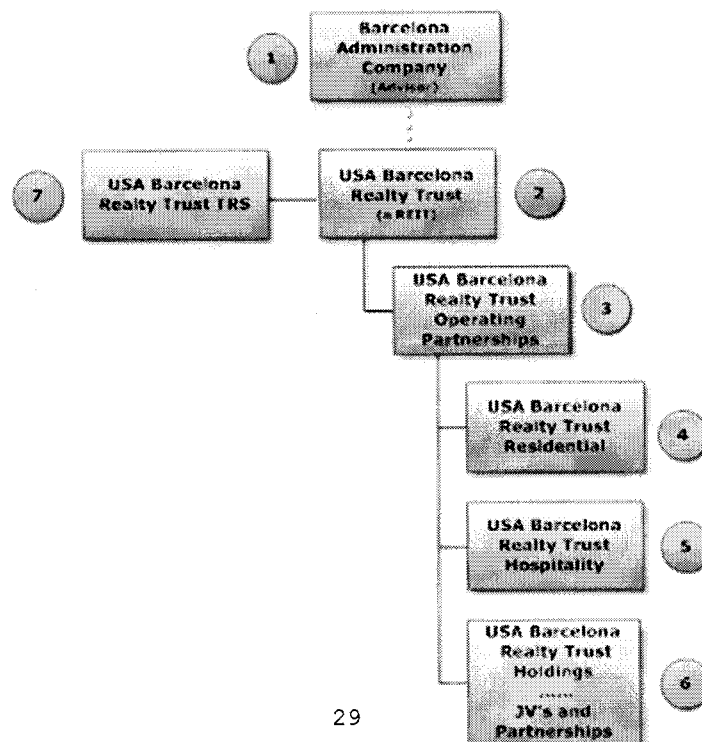 Barcelona
Administration
Company
(Advisor)
1
7
USA Barcelona
Realty Trust TRS
USA Barcelona
Realty Trust
(a REIT)
2
USA Barcelona
Realty Trust
Operating
Partnerships
3
USA Barcelona
Realty Trust
Residential
4
USA Barcelona
Realty Trust
Hospitality
5
USA Barcelona
Realty Trust
Holdings
......
JV's and
Partnerships
6
29